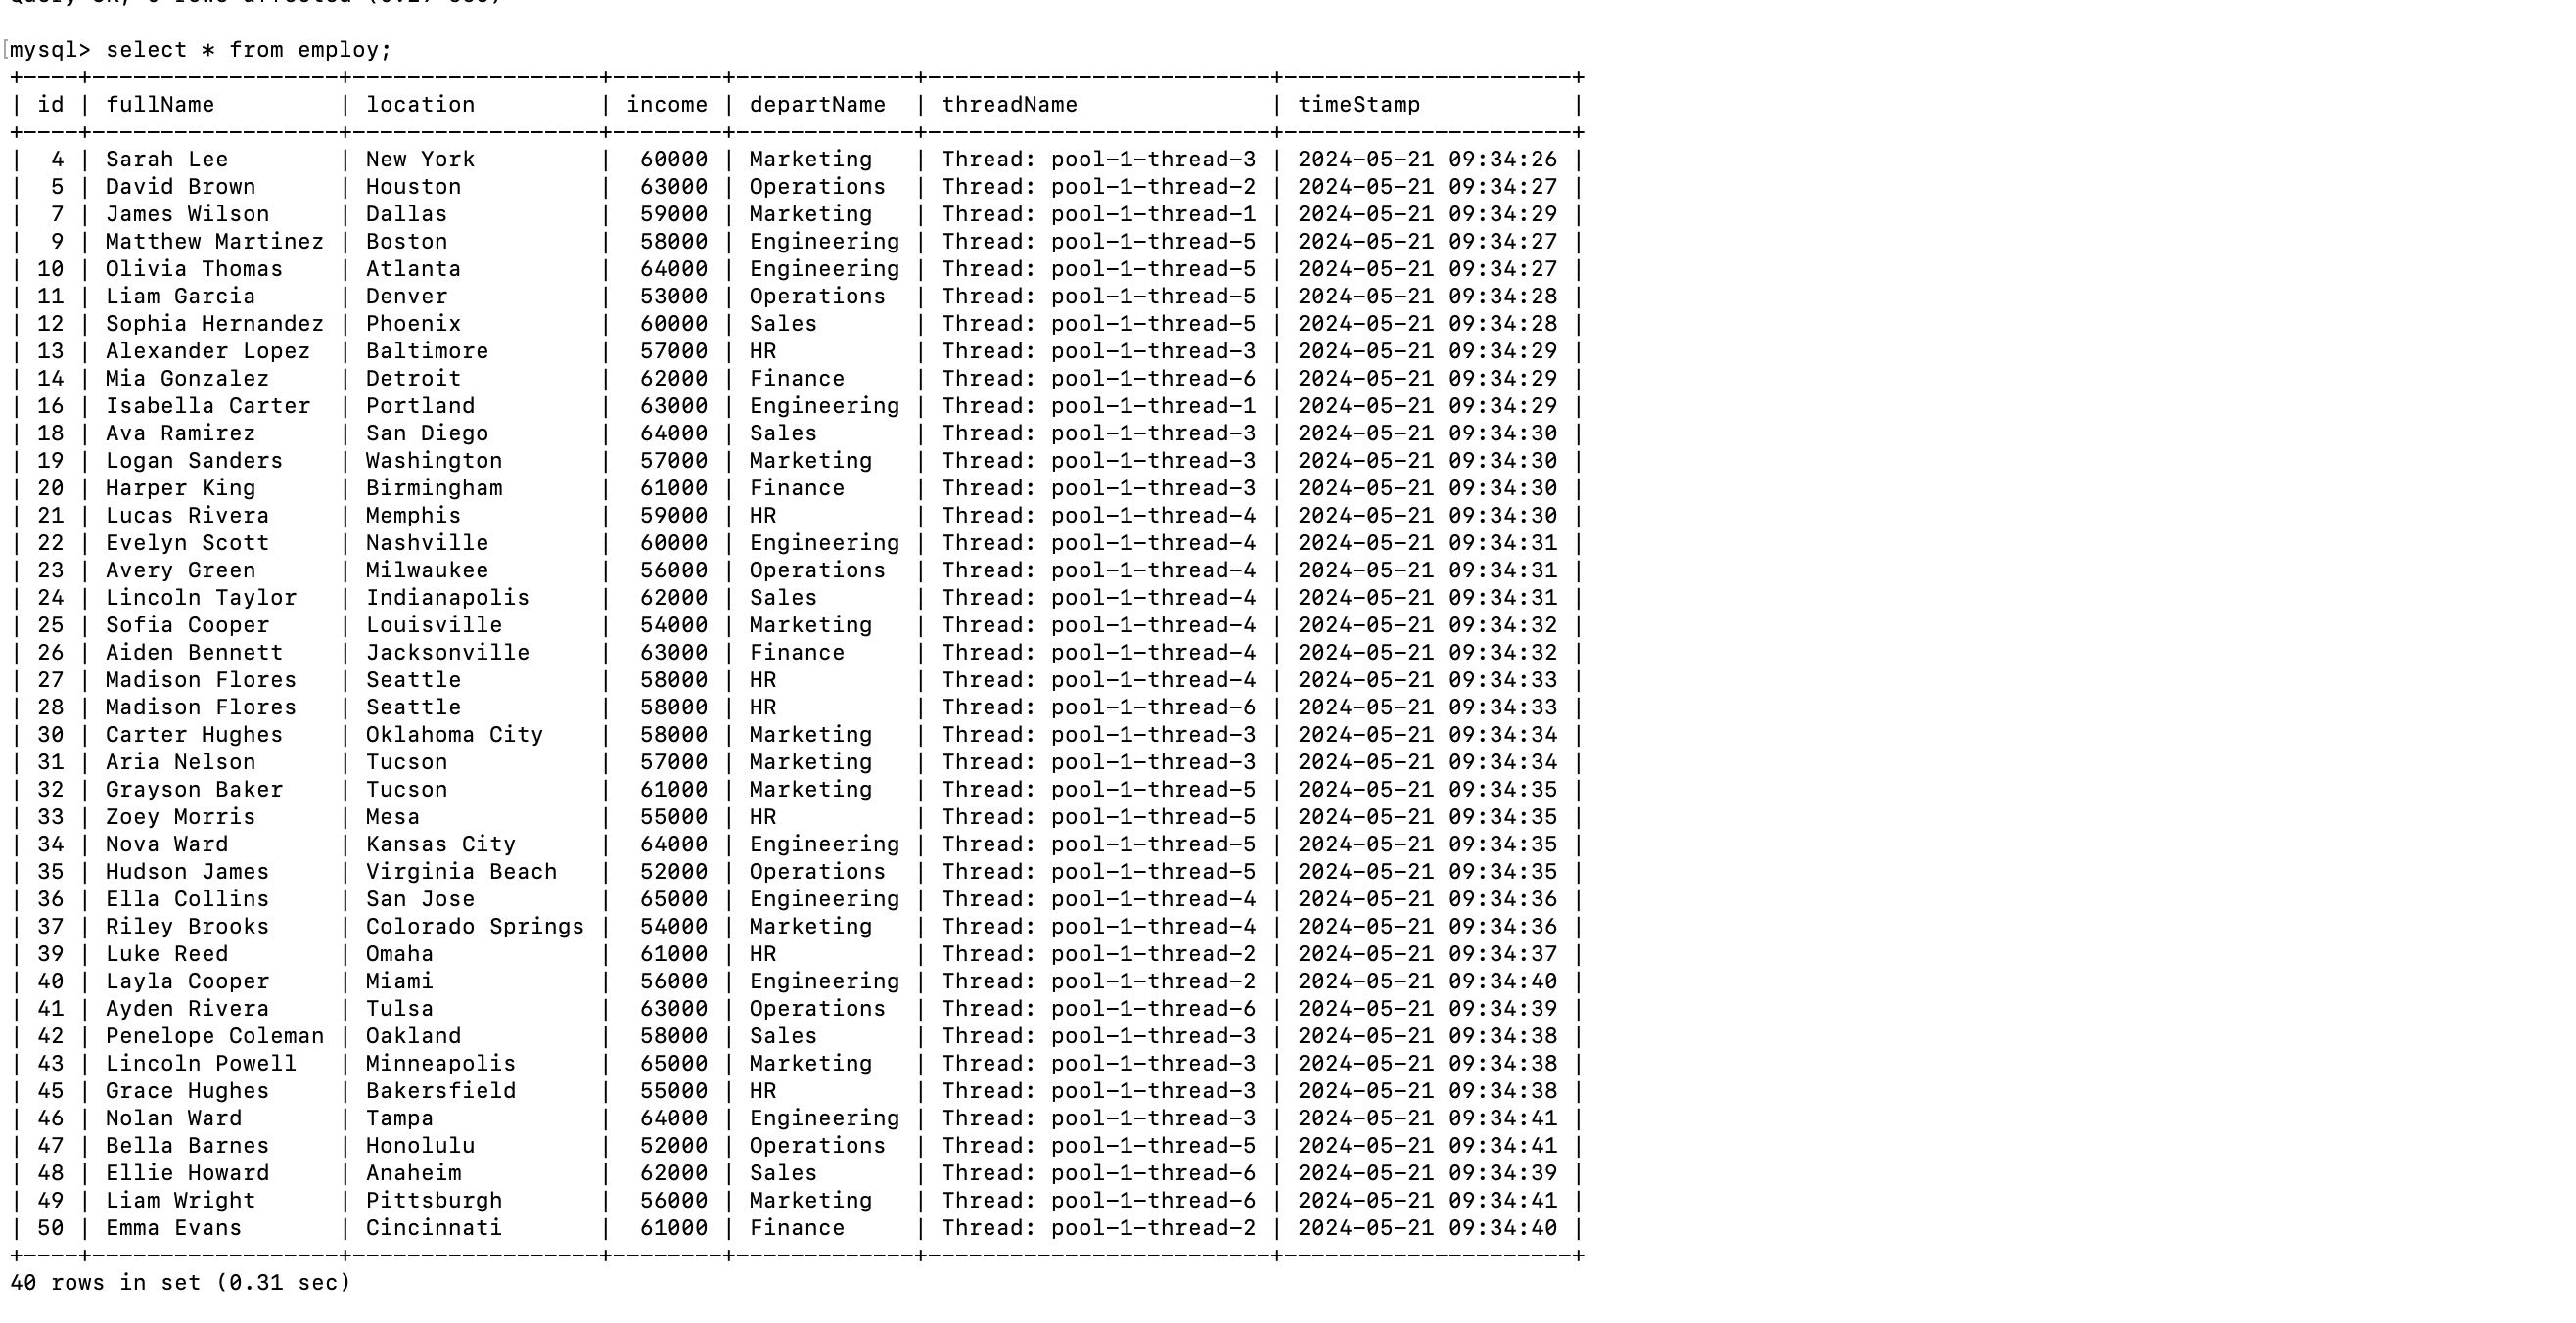 Query OK, 0 rows affected (0.29 sec)
mysql> select * from employ;
+----+------------------+------------------+--------+-------------+-------------------------+---------------------+
| id | fullName         | location         | income | departName  | threadName              | timeStamp           |
+----+------------------+------------------+--------+-------------+-------------------------+---------------------+
|  4 | Sarah Lee        | New York         |  60000 | Marketing   | Thread: pool-1-thread-3 | 2024-05-21 09:34:26 |
|  5 | David Brown      | Houston          |  63000 | Operations  | Thread: pool-1-thread-2 | 2024-05-21 09:34:27 |
|  7 | James Wilson     | Dallas           |  59000 | Marketing   | Thread: pool-1-thread-1 | 2024-05-21 09:34:29 |
|  9 | Matthew Martinez | Boston           |  58000 | Engineering | Thread: pool-1-thread-5 | 2024-05-21 09:34:27 |
| 10 | Olivia Thomas    | Atlanta          |  64000 | Engineering | Thread: pool-1-thread-5 | 2024-05-21 09:34:27 |
| 11 | Liam Garcia      | Denver           |  53000 | Operations  | Thread: pool-1-thread-5 | 2024-05-21 09:34:28 |
| 12 | Sophia Hernandez | Phoenix          |  60000 | Sales       | Thread: pool-1-thread-5 | 2024-05-21 09:34:28 |
| 13 | Alexander Lopez  | Baltimore        |  57000 | HR          | Thread: pool-1-thread-3 | 2024-05-21 09:34:29 |
| 14 | Mia Gonzalez     | Detroit          |  62000 | Finance     | Thread: pool-1-thread-6 | 2024-05-21 09:34:29 |
| 16 | Isabella Carter  | Portland         |  63000 | Engineering | Thread: pool-1-thread-1 | 2024-05-21 09:34:29 |
| 18 | Ava Ramirez      | San Diego        |  64000 | Sales       | Thread: pool-1-thread-3 | 2024-05-21 09:34:30 |
| 19 | Logan Sanders    | Washington       |  57000 | Marketing   | Thread: pool-1-thread-3 | 2024-05-21 09:34:30 |
| 20 | Harper King      | Birmingham       |  61000 | Finance     | Thread: pool-1-thread-3 | 2024-05-21 09:34:30 |
| 21 | Lucas Rivera     | Memphis          |  59000 | HR          | Thread: pool-1-thread-4 | 2024-05-21 09:34:30 |
| 22 | Evelyn Scott     | Nashville        |  60000 | Engineering | Thread: pool-1-thread-4 | 2024-05-21 09:34:31 |
| 23 | Avery Green      | Milwaukee        |  56000 | Operations  | Thread: pool-1-thread-4 | 2024-05-21 09:34:31 |
| 24 | Lincoln Taylor   | Indianapolis     |  62000 | Sales       | Thread: pool-1-thread-4 | 2024-05-21 09:34:31 |
| 25 | Sofia Cooper     | Louisville       |  54000 | Marketing   | Thread: pool-1-thread-4 | 2024-05-21 09:34:32 |
| 26 | Aiden Bennett    | Jacksonville     |  63000 | Finance     | Thread: pool-1-thread-4 | 2024-05-21 09:34:32 |
| 27 | Madison Flores   | Seattle          |  58000 | HR          | Thread: pool-1-thread-4 | 2024-05-21 09:34:33 |
| 28 | Madison Flores   | Seattle          |  58000 | HR          | Thread: pool-1-thread-6 | 2024-05-21 09:34:33 |
| 30 | Carter Hughes    | Oklahoma City    |  58000 | Marketing   | Thread: pool-1-thread-3 | 2024-05-21 09:34:34 |
| 31 | Aria Nelson      | Tucson           |  57000 | Marketing   | Thread: pool-1-thread-3 | 2024-05-21 09:34:34 |
| 32 | Grayson Baker    | Tucson           |  61000 | Marketing   | Thread: pool-1-thread-5 | 2024-05-21 09:34:35 |
| 33 | Zoey Morris      | Mesa             |  55000 | HR          | Thread: pool-1-thread-5 | 2024-05-21 09:34:35 |
| 34 | Nova Ward        | Kansas City      |  64000 | Engineering | Thread: pool-1-thread-5 | 2024-05-21 09:34:35 |
| 35 | Hudson James     | Virginia Beach   |  52000 | Operations  | Thread: pool-1-thread-5 | 2024-05-21 09:34:35 |
| 36 | Ella Collins     | San Jose         |  65000 | Engineering | Thread: pool-1-thread-4 | 2024-05-21 09:34:36 |
| 37 | Riley Brooks     | Colorado Springs |  54000 | Marketing   | Thread: pool-1-thread-4 | 2024-05-21 09:34:36 |
| 39 | Luke Reed        | Omaha            |  61000 | HR          | Thread: pool-1-thread-2 | 2024-05-21 09:34:37 |
| 40 | Layla Cooper     | Miami            |  56000 | Engineering | Thread: pool-1-thread-2 | 2024-05-21 09:34:40 |
| 41 | Ayden Rivera     | Tulsa            |  63000 | Operations  | Thread: pool-1-thread-6 | 2024-05-21 09:34:39 |
| 42 | Penelope Coleman | Oakland          |  58000 | Sales       | Thread: pool-1-thread-3 | 2024-05-21 09:34:38 |
| 43 | Lincoln Powell   | Minneapolis      |  65000 | Marketing   | Thread: pool-1-thread-3 | 2024-05-21 09:34:38 |
| 45 | Grace Hughes     | Bakersfield      |  55000 | HR          | Thread: pool-1-thread-3 | 2024-05-21 09:34:38 |
| 46 | Nolan Ward       | Tampa            |  64000 | Engineering | Thread: pool-1-thread-3 | 2024-05-21 09:34:41 |
| 47 | Bella Barnes     | Honolulu         |  52000 | Operations  | Thread: pool-1-thread-5 | 2024-05-21 09:34:41 |
| 48 | Ellie Howard     | Anaheim          |  62000 | Sales       | Thread: pool-1-thread-6 | 2024-05-21 09:34:39 |
| 49 | Liam Wright      | Pittsburgh       |  56000 | Marketing   | Thread: pool-1-thread-6 | 2024-05-21 09:34:41 |
| 50 | Emma Evans       | Cincinnati       |  61000 | Finance     | Thread: pool-1-thread-2 | 2024-05-21 09:34:40 |
+----+------------------+------------------+--------+-------------+-------------------------+---------------------+
40 rows in set (0.31 sec)